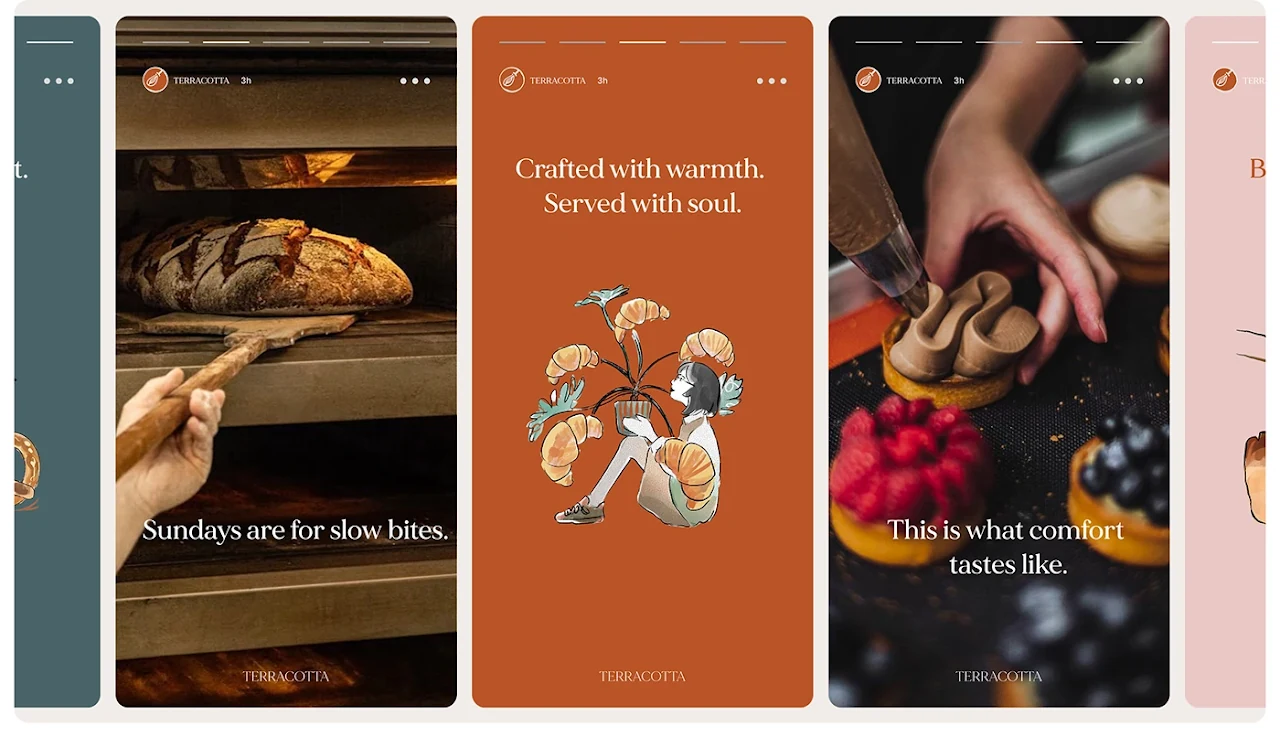 t.
TERRACOTTA 3h
Sundays are for slow bites.
TERRACOTTA
TERRACOTTA 3h
Crafted with warmth.
Served with soul.
TERRACOTTA
TERRACOTTA 3h
This is what comfort
tastes like.
TERRACOTTA
TERR
B